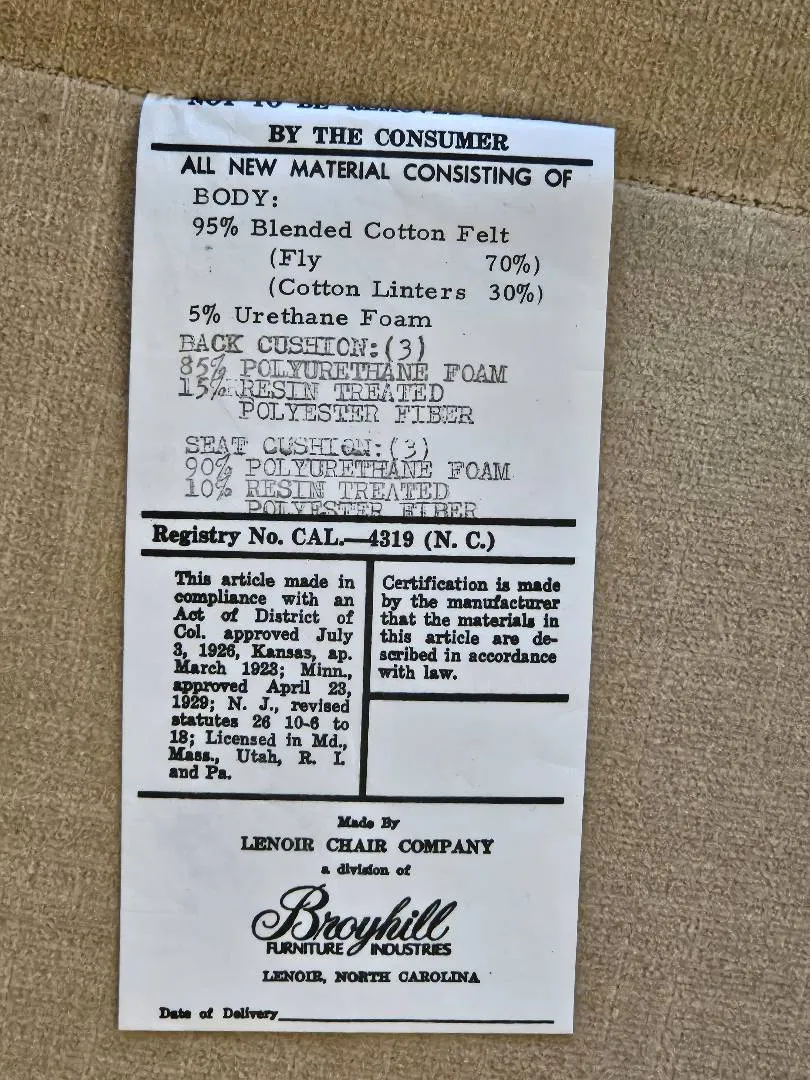 NOT TO BE REMOVED
BY THE CONSUMER
ALL NEW MATERIAL CONSISTING OF
BODY:
95% Blended Cotton Felt
(Fly 70%)
(Cotton Linters 30%)
5% Urethane Foam
BACK CUSHION:(3)
85% POLYURETHANE FOAM
15% RESIN TREATED
POLYESTER FIBER
SEAT CUSHION:(3)
90% POLYURETHANE FOAM
10% RESIN TREATED
POLYESTER FIBER
Registry No. CAL.—4319 (N. C.)
This article made in
compliance with an
Act of District of
Col. approved July
3, 1926, Kansas, ap.
March 1923; Minn.,
approved April 23,
1929; N. J., revised
statutes 26 10-6 to
18; Licensed in Md.,
Mass., Utah, R. I.
and Pa.
Certification is made
by the manufacturer
that the materials in
this article are de-
scribed in accordance
with law.
Made By
LENOIR CHAIR COMPANY
a division of
Broyhill
FURNITURE INDUSTRIES
LENOIR, NORTH CAROLINA
Date of Delivery